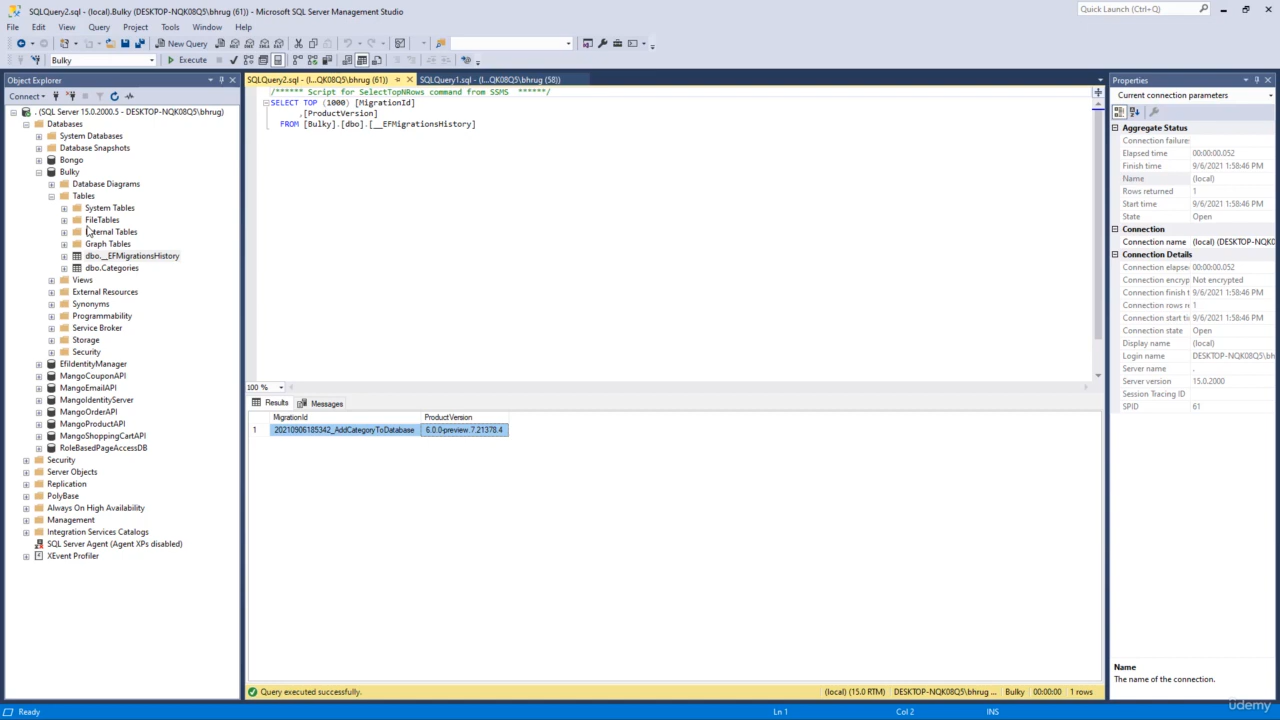 SQLQuery2.sql - (local).Bulky (DESKTOP-NQK08Q5\bhrug (61)) - Microsoft SQL Server Management Studio
Quick Launch (Ctrl+Q)
File Edit View Query Project Tools Window Help
New Query
Bulky
Execute
Object Explorer
SQLQuery2.sql - (l...QK08Q5\bhrug (61))
SQLQuery1.sql - (l...QK08Q5\bhrug (58))
Properties
Connect
. (SQL Server 15.0.2000.5 - DESKTOP-NQK08Q5\bhrug)
Databases
System Databases
Database Snapshots
Bongo
Bulky
Database Diagrams
Tables
System Tables
FileTables
External Tables
Graph Tables
dbo.__EFMigrationsHistory
dbo.Categories
Views
External Resources
Synonyms
Programmability
Service Broker
Storage
Security
EfIdentityManager
MangoCouponAPI
MangoEmailAPI
MangoIdentityServer
MangoOrderAPI
MangoProductAPI
MangoShoppingCartAPI
RoleBasedPageAccessDB
Security
Server Objects
Replication
PolyBase
Always On High Availability
Management
Integration Services Catalogs
SQL Server Agent (Agent XPs disabled)
XEvent Profiler
/****** Script for SelectTopNRows command from SSMS ******/
SELECT TOP (1000) [MigrationId]
,[ProductVersion]
FROM [Bulky].[dbo].[__EFMigrationsHistory]
100 %
Results Messages
MigrationId ProductVersion
1 20210906185342_AddCategoryToDatabase 6.0.0-preview.7.21378.4
Query executed successfully.
(local) (15.0 RTM) DESKTOP-NQK08Q5\bhrug ... Bulky 00:00:00 1 rows
Current connection parameters
Aggregate Status
Connection failure:
Elapsed time 00:00:00.052
Finish time 9/6/2021 1:58:46 PM
Name (local)
Rows returned 1
Start time 9/6/2021 1:58:46 PM
State Open
Connection
Connection name (local) (DESKTOP-NQK0
Connection Details
Connection elapse: 00:00:00.052
Connection encryp Not encrypted
Connection finish t 9/6/2021 1:58:46 PM
Connection rows r 1
Connection start ti 9/6/2021 1:58:46 PM
Connection state Open
Display name (local)
Login name DESKTOP-NQK08Q5\bh
Server name .
Server version 15.0.2000
Session Tracing ID
SPID 61
Name
The name of the connection.
Ready
Ln 1 Col 2 INS
ûdemy